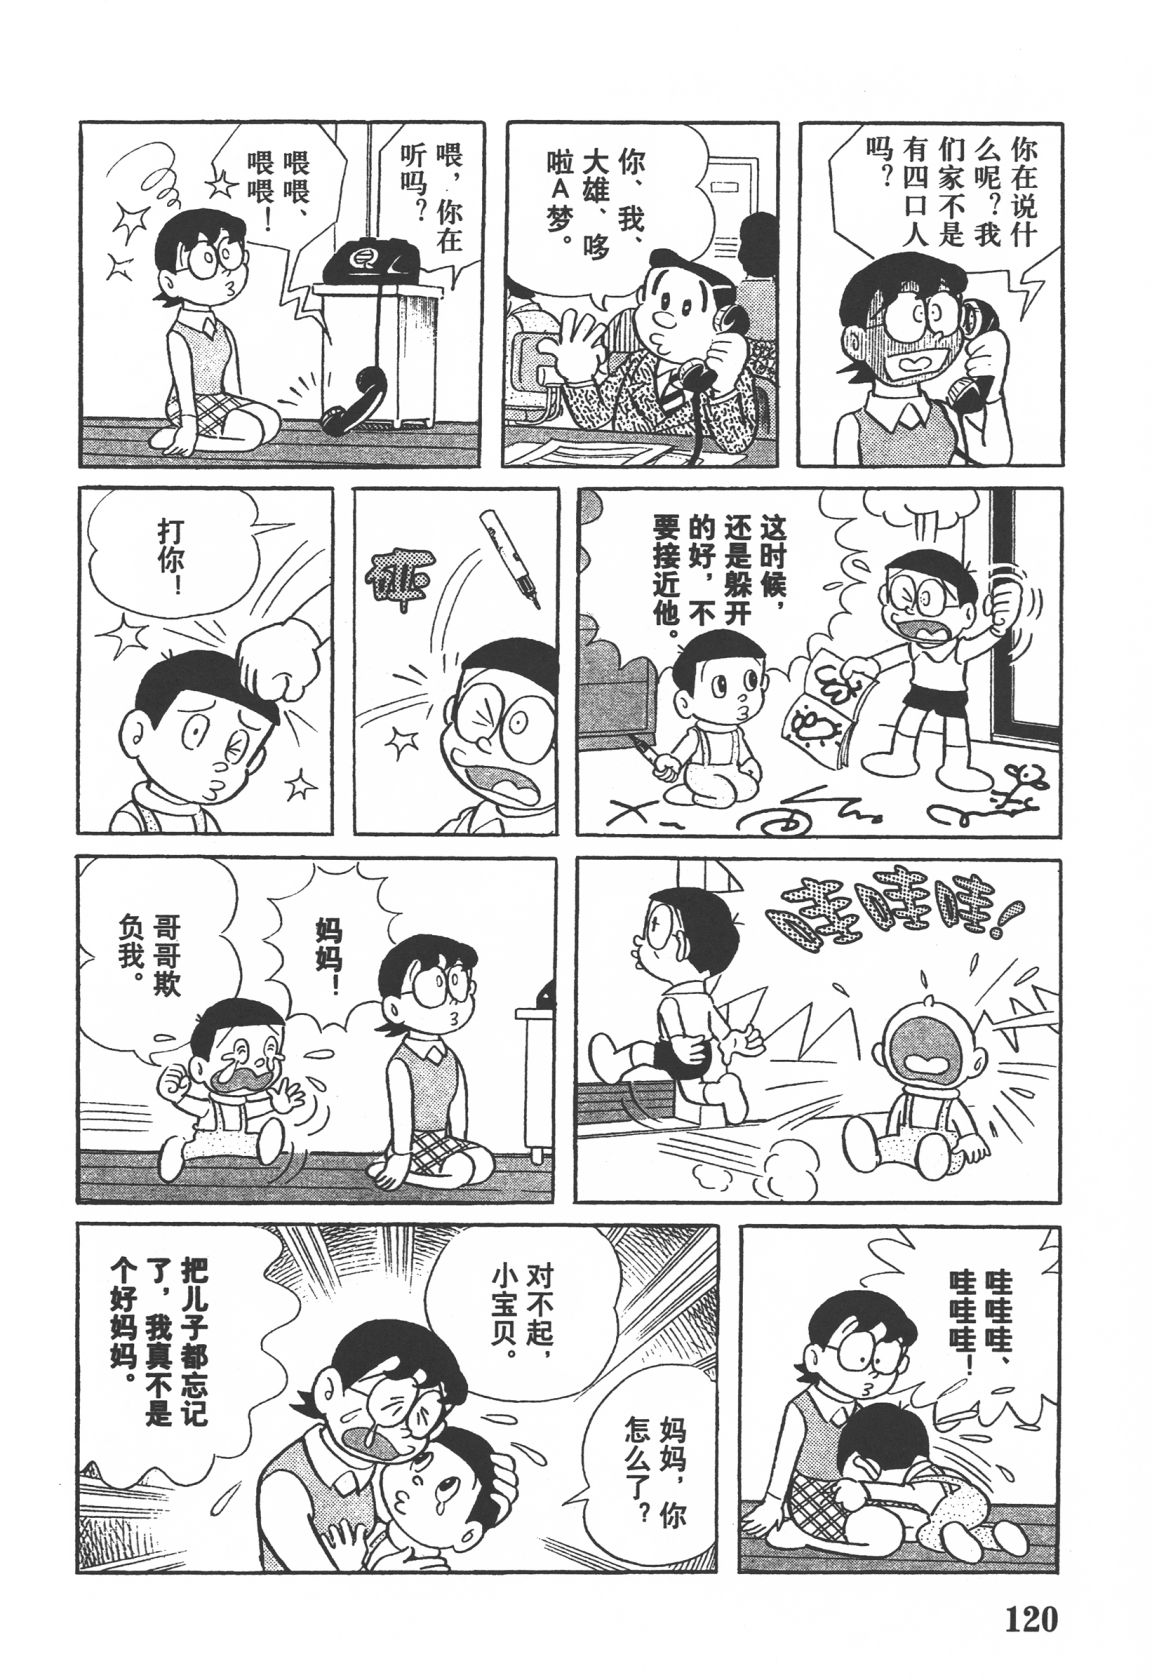 你在说什
么呢？我
们家不是
有四口人
吗？
你、我、
大雄、哆
啦A梦。
喂，你在
听吗？
喂喂、
喂喂！
这时候，
还是躲开
的好，不
要接近他。
打你！
哇哇哇！
妈妈！
哥哥欺
负我。
哇哇哇、
哇哇哇！
对不起，
小宝贝。
妈妈，你
怎么了？
把儿子都忘记
了，我真不是
个好妈妈。
120